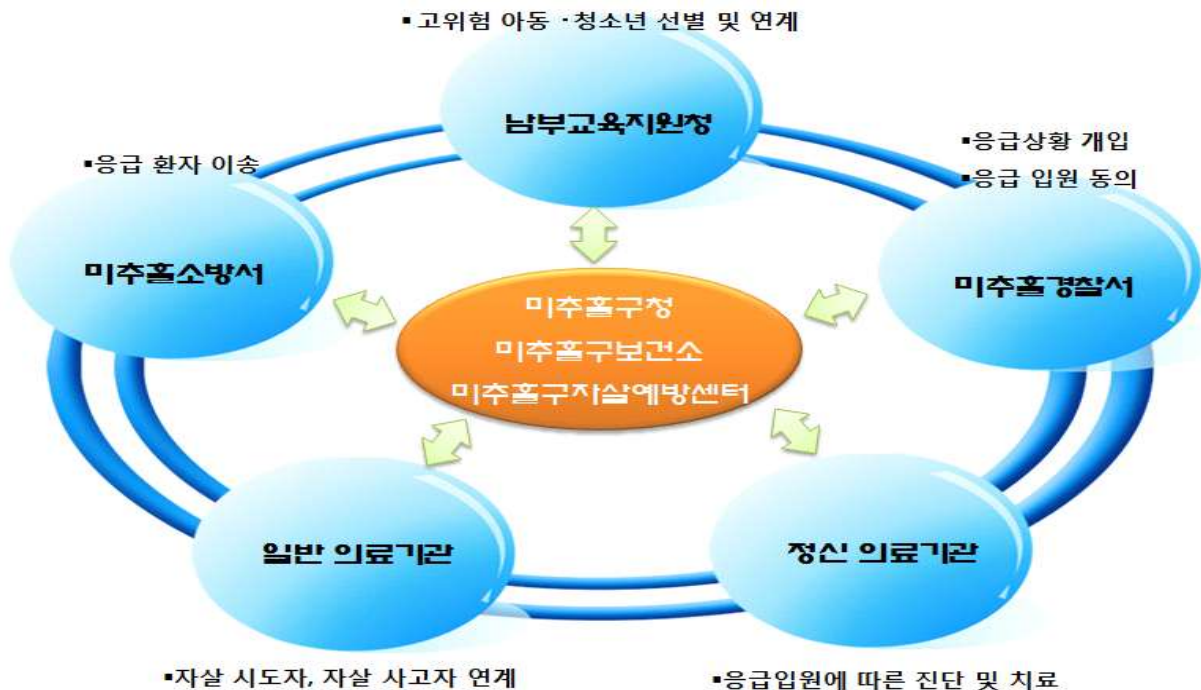 ▪고위험 아동 ·청소년 선별 및 연계
남부교육지원청
▪응급 환자 이송
▪응급상황 개입
▪응급 입원 동의
미추홀소방서
미추홀경찰서
미추홀구청
미추홀구보건소
미추홀구자살예방센터
일반 의료기관
정신 의료기관
▪자살 시도자, 자살 사고자 연계
▪응급입원에 따른 진단 및 치료